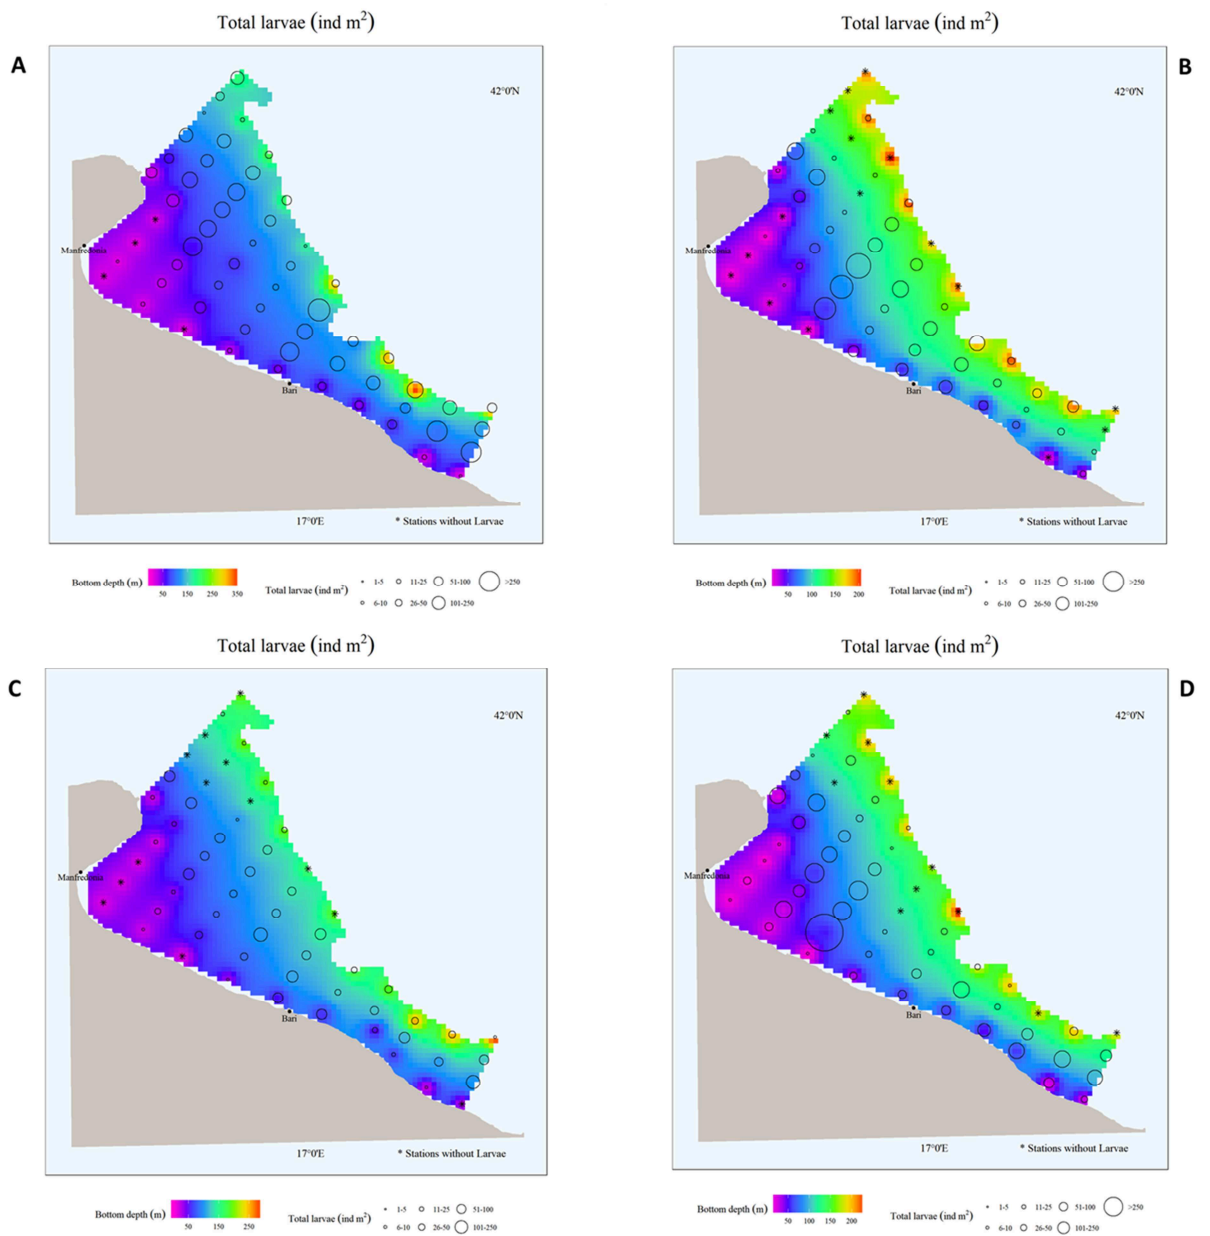 Total larvae (ind m²)
A
42°0'N
Manfredonia
Bari
17°0'E
* Stations without Larvae
Bottom depth (m)
50 150 250 350
Total larvae (ind m²)
1-5 11-25 51-100 >250
6-10 26-50 101-250
Total larvae (ind m²)
B
42°0'N
Manfredonia
Bari
17°0'E
* Stations without Larvae
Bottom depth (m)
50 100 150 200
Total larvae (ind m²)
1-5 11-25 51-100 >250
6-10 26-50 101-250
Total larvae (ind m²)
C
42°0'N
Manfredonia
Bari
17°0'E
* Stations without Larvae
Bottom depth (m)
50 150 250
Total larvae (ind m²)
1-5 11-25 51-100
6-10 26-50 101-250
Total larvae (ind m²)
D
42°0'N
Manfredonia
Bari
17°0'E
* Stations without Larvae
Bottom depth (m)
50 100 150 200
Total larvae (ind m²)
1-5 11-25 51-100 >250
6-10 26-50 101-250